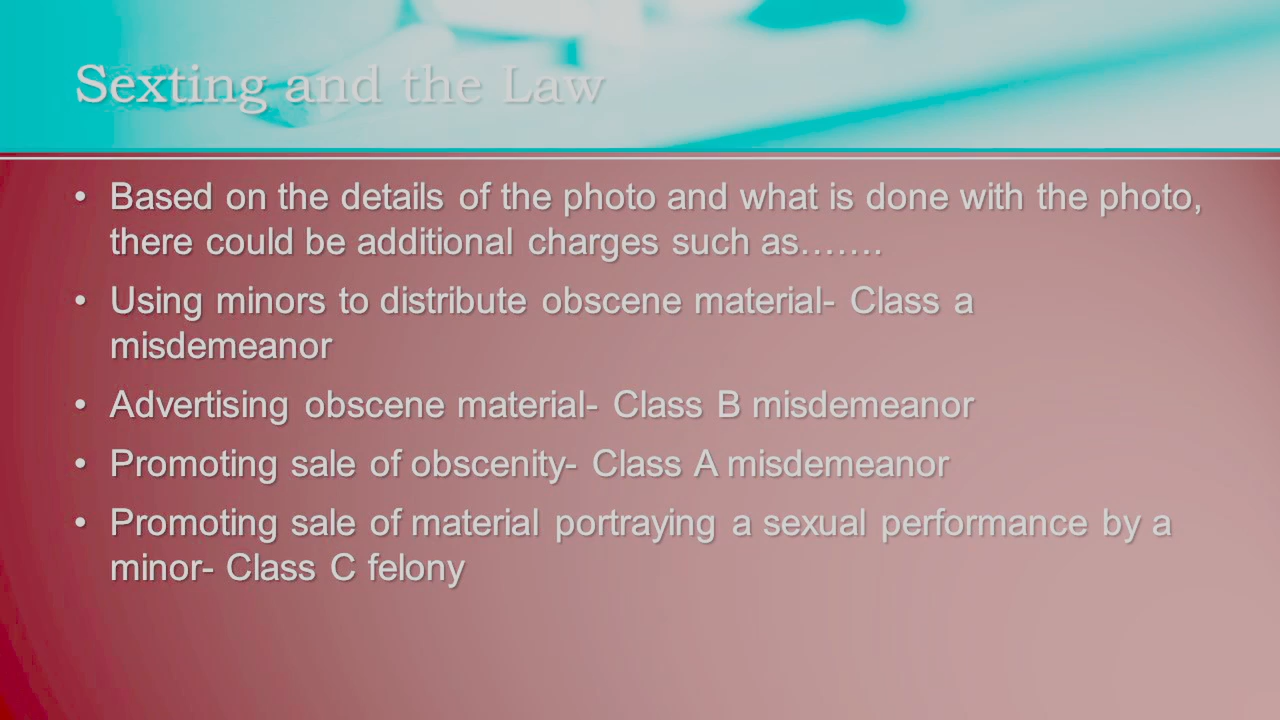 Sexting and the Law
• Based on the details of the photo and what is done with the photo,
there could be additional charges such as…….
• Using minors to distribute obscene material- Class a
misdemeanor
• Advertising obscene material- Class B misdemeanor
• Promoting sale of obscenity- Class A misdemeanor
• Promoting sale of material portraying a sexual performance by a
minor- Class C felony